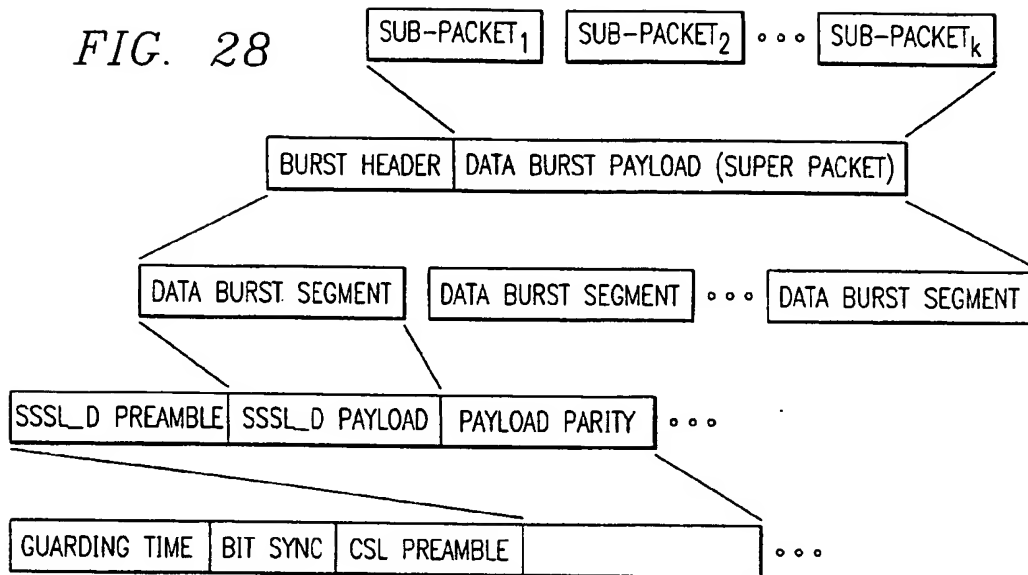 FIG. 28
SUB-PACKET1 SUB-PACKET2 ∘∘∘ SUB-PACKETk
BURST HEADER DATA BURST PAYLOAD (SUPER PACKET)
DATA BURST SEGMENT DATA BURST SEGMENT ∘∘∘ DATA BURST SEGMENT
SSSL_D PREAMBLE SSSL_D PAYLOAD PAYLOAD PARITY ∘∘∘
GUARDING TIME BIT SYNC CSL PREAMBLE ∘∘∘